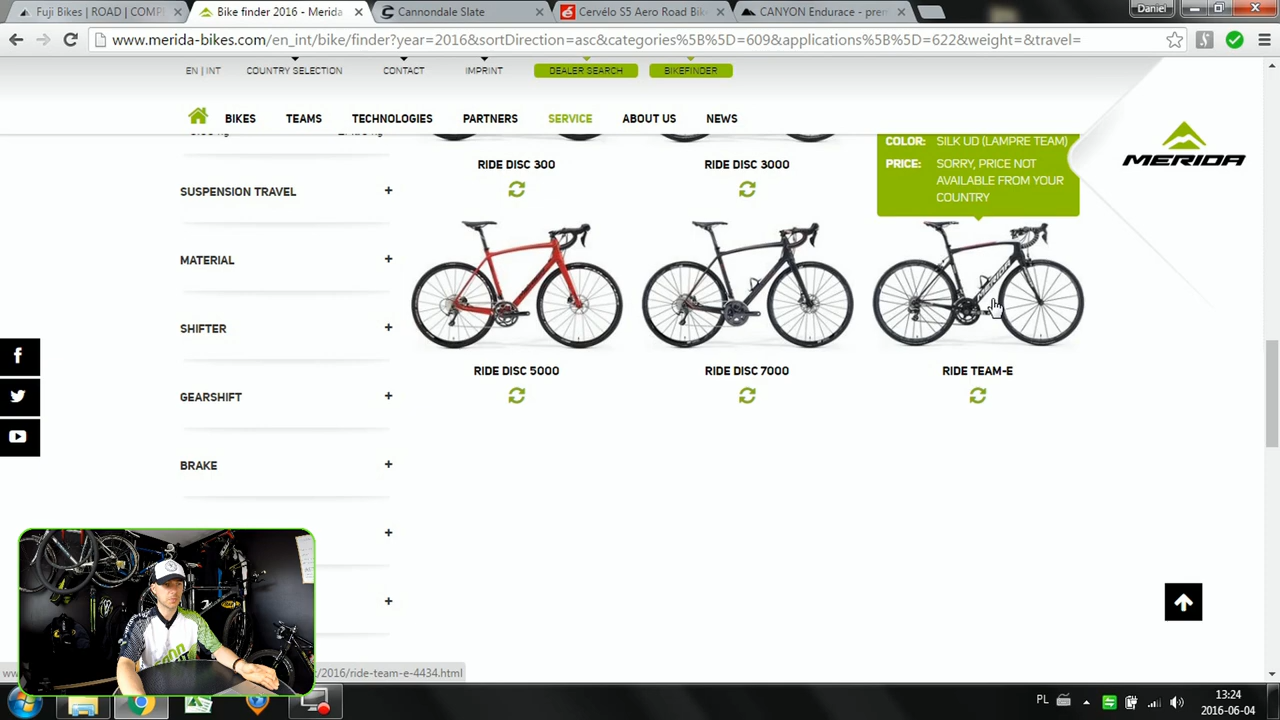 Fuji Bikes | ROAD | COMP
Bike finder 2016 - Merida
Cannondale Slate
Cervélo S5 Aero Road Bik
CANYON Endurace - pre
Daniel
www.merida-bikes.com/en_int/bike/finder?year=2016&sortDirection=asc&categories%5B%5D=609&applications%5B%5D=622&weight=&travel=
EN | INT
COUNTRY SELECTION
CONTACT
IMPRINT
DEALER SEARCH
BIKEFINDER
BIKES
TEAMS
TECHNOLOGIES
PARTNERS
SERVICE
ABOUT US
NEWS
MERIDA
COLOR: SILK UD (LAMPRE TEAM)
PRICE: SORRY, PRICE NOT
AVAILABLE FROM YOUR
COUNTRY
RIDE DISC 300
RIDE DISC 3000
SUSPENSION TRAVEL +
MATERIAL +
SHIFTER +
GEARSHIFT +
BRAKE +
+
+
RIDE DISC 5000
RIDE DISC 7000
RIDE TEAM-E
/2016/ride-team-e-4434.html
PL
13:24
2016-06-04